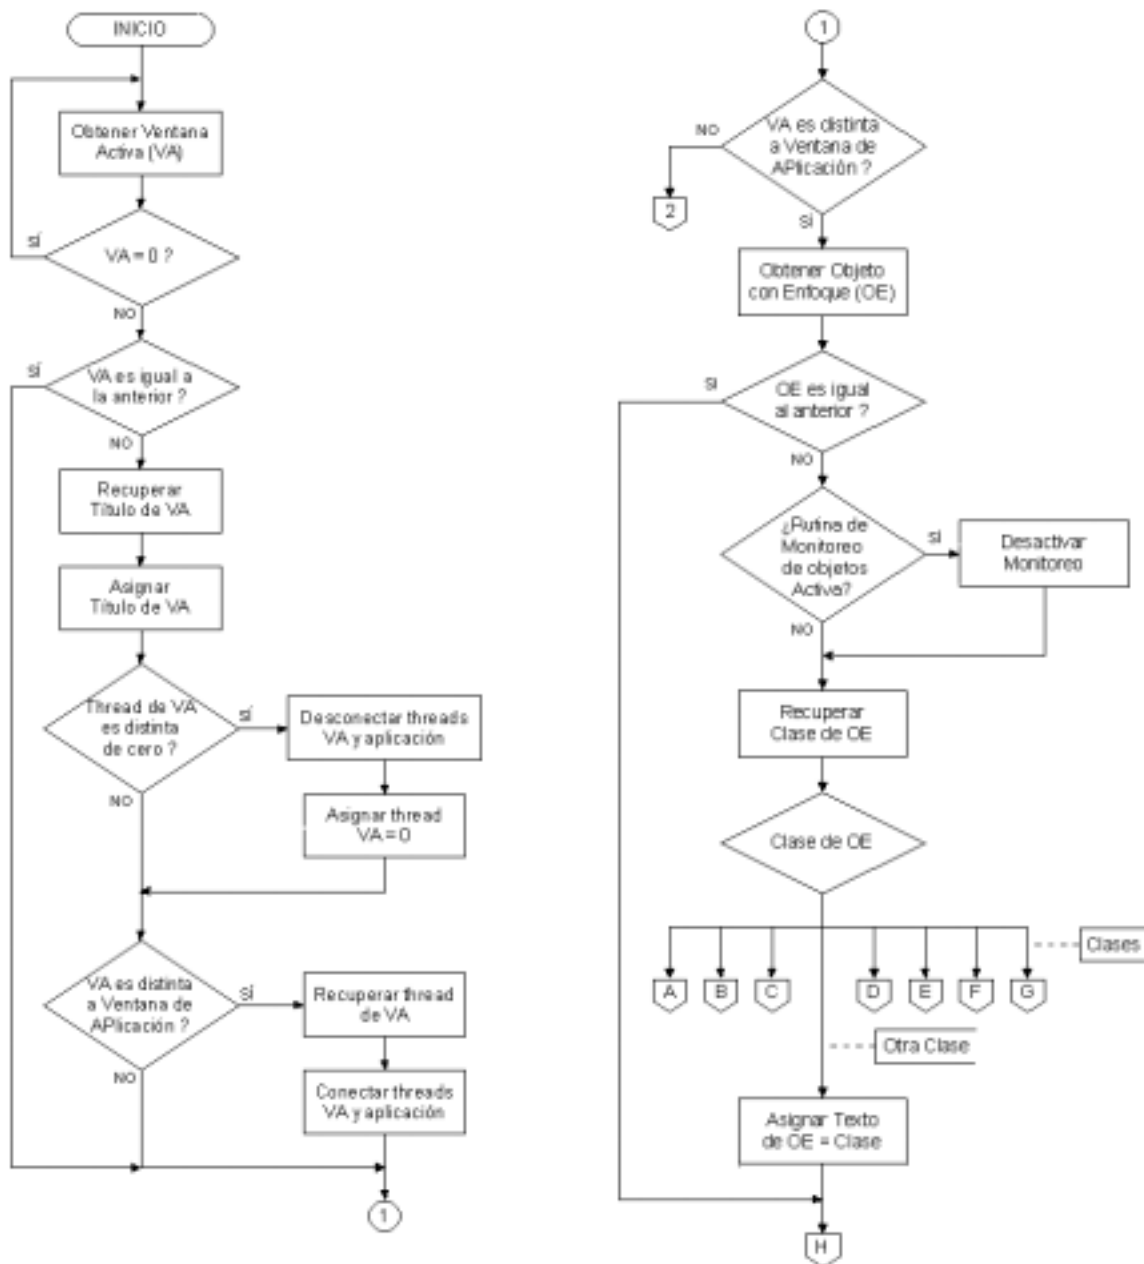 INICIO
Obtener Ventana
Activa (VA)
SÍ
VA = 0 ?
NO
SÍ
VA es igual a
la anterior ?
NO
Recuperar
Título de VA
Asignar
Título de VA
Thread de VA
es distinta
de cero ?
SÍ
Desconectar threads
VA y aplicación
NO
Asignar thread
VA = 0
VA es distinta
a Ventana de
APlicación ?
SÍ
Recuperar thread
de VA
NO
Conectar threads
VA y aplicación
1
1
NO
VA es distinta
a Ventana de
APlicación ?
2
SÍ
Obtener Objeto
con Enfoque (OE)
SI
OE es igual
al anterior ?
NO
¿Rutina de
Monitoreo
de objetos
Activa?
SÍ
Desactivar
Monitoreo
NO
Recuperar
Clase de OE
Clase de OE
Clases
A B C D E F G
Otra Clase
Asignar Texto
de OE = Clase
H